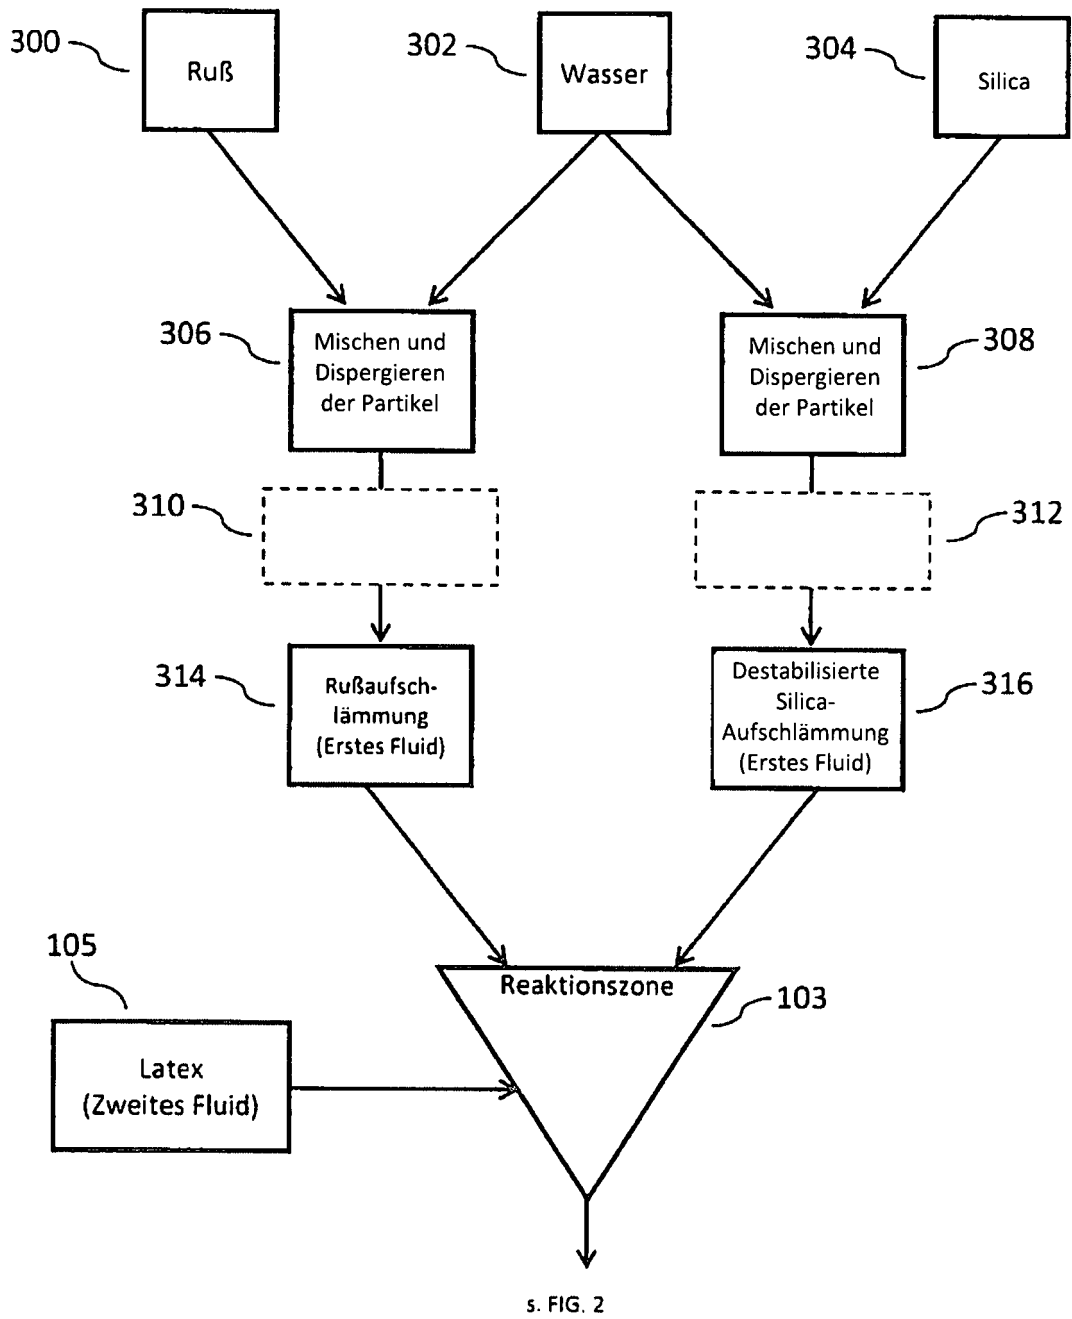 300
Ruß
302
Wasser
304
Silica
306
Mischen und
Dispergieren
der Partikel
308
Mischen und
Dispergieren
der Partikel
310
312
314
Rußaufsch-
lämmung
(Erstes Fluid)
316
Destabilisierte
Silica-
Aufschlämmung
(Erstes Fluid)
105
Latex
(Zweites Fluid)
Reaktionszone
103
s. FIG. 2